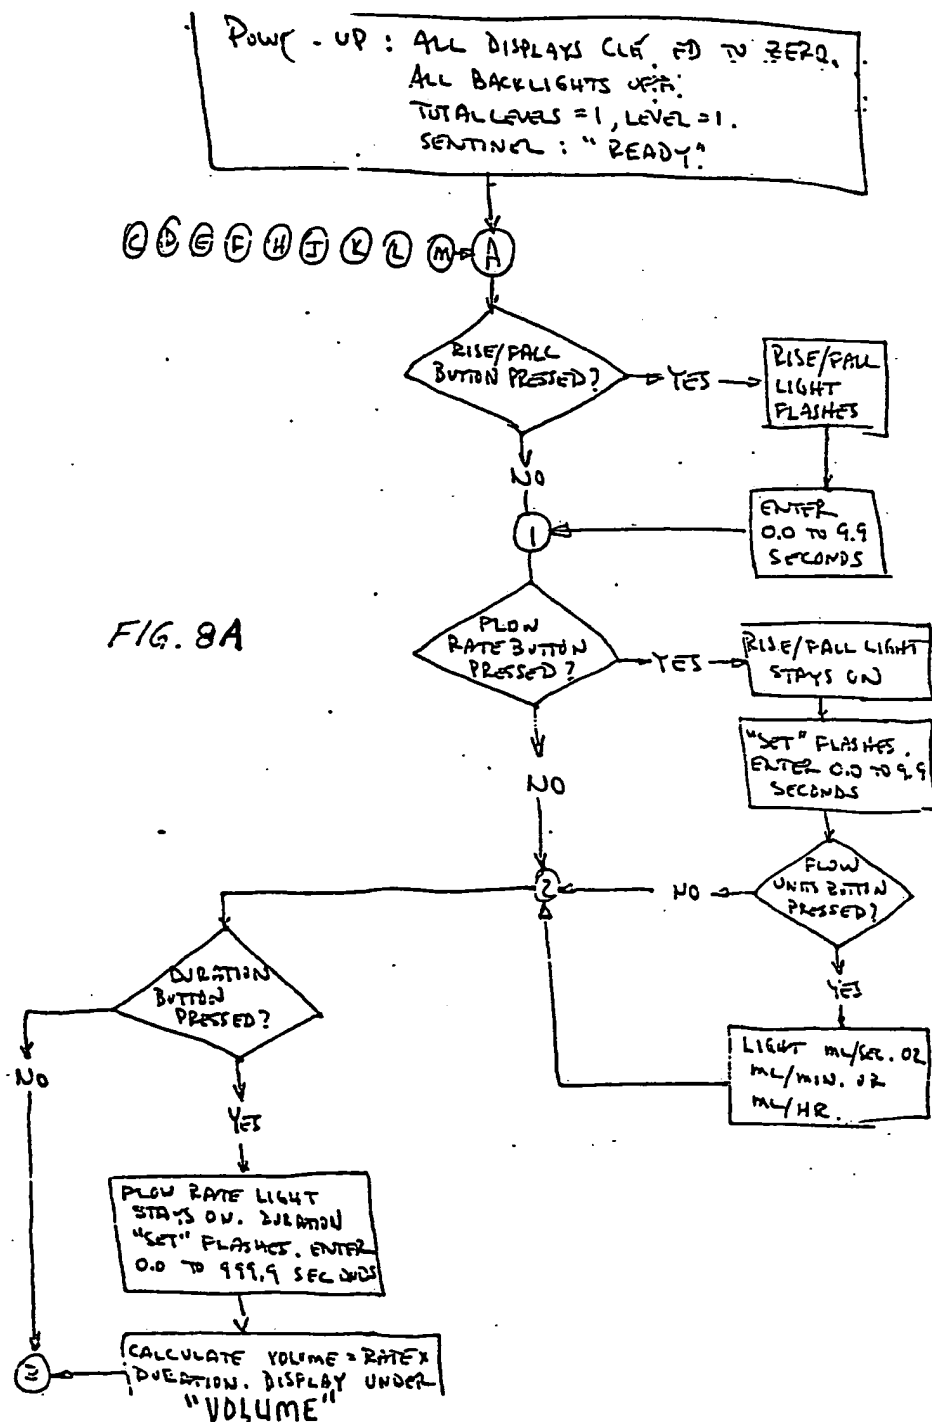 POWE - UP : ALL DISPLAYS CLE ED TO ZERO.
ALL BACKLIGHTS OFF.
TOTAL LEVELS = 1, LEVEL = 1.
SENTINEL : "READY."
C D E F H J K L M A
RISE/FALL
BUTTON PRESSED?
YES
RISE/FALL
LIGHT
FLASHES
NO
ENTER
0.0 TO 9.9
SECONDS
1
FIG. 8A
FLOW
RATE BUTTON
PRESSED?
YES
RISE/FALL LIGHT
STAYS ON
"SET" FLASHES.
ENTER 0.0 TO 9.9
SECONDS
NO
2
NO
FLOW
UNITS BUTTON
PRESSED?
YES
LIGHT ML/SEC. OR
ML/MIN. OR
ML/HR.
DURATION
BUTTON
PRESSED?
NO
YES
FLOW RATE LIGHT
STAYS ON. DURATION
"SET" FLASHES. ENTER
0.0 TO 999.9 SECONDS
CALCULATE VOLUME = RATE X
DURATION. DISPLAY UNDER
"VOLUME"